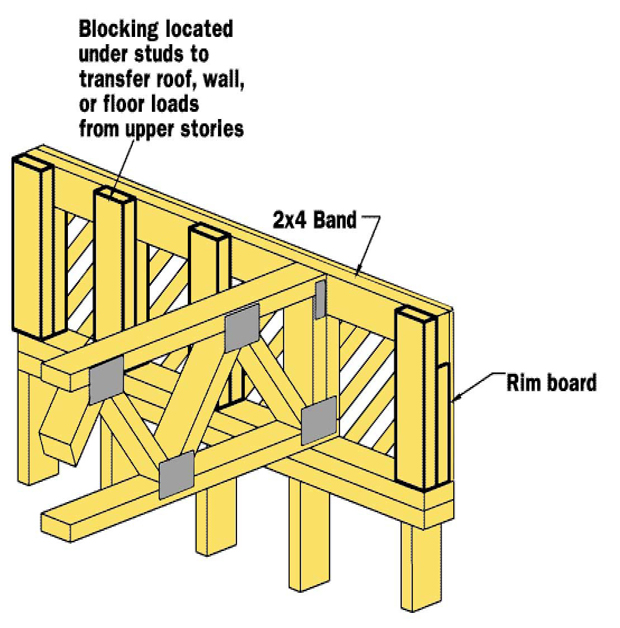 Blocking located
under studs to
transfer roof, wall,
or floor loads
from upper stories
2x4 Band
Rim board